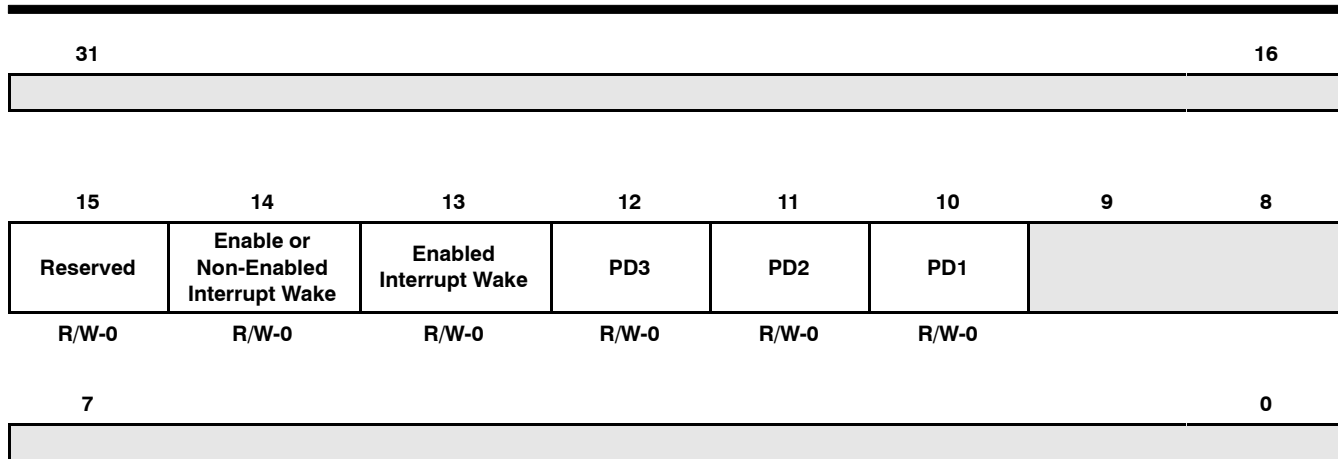 31 16
15 14 13 12 11 10 9 8
Reserved
Enable or
Non-Enabled
Interrupt Wake
Enabled
Interrupt Wake
PD3
PD2
PD1
R/W-0 R/W-0 R/W-0 R/W-0 R/W-0 R/W-0
7 0